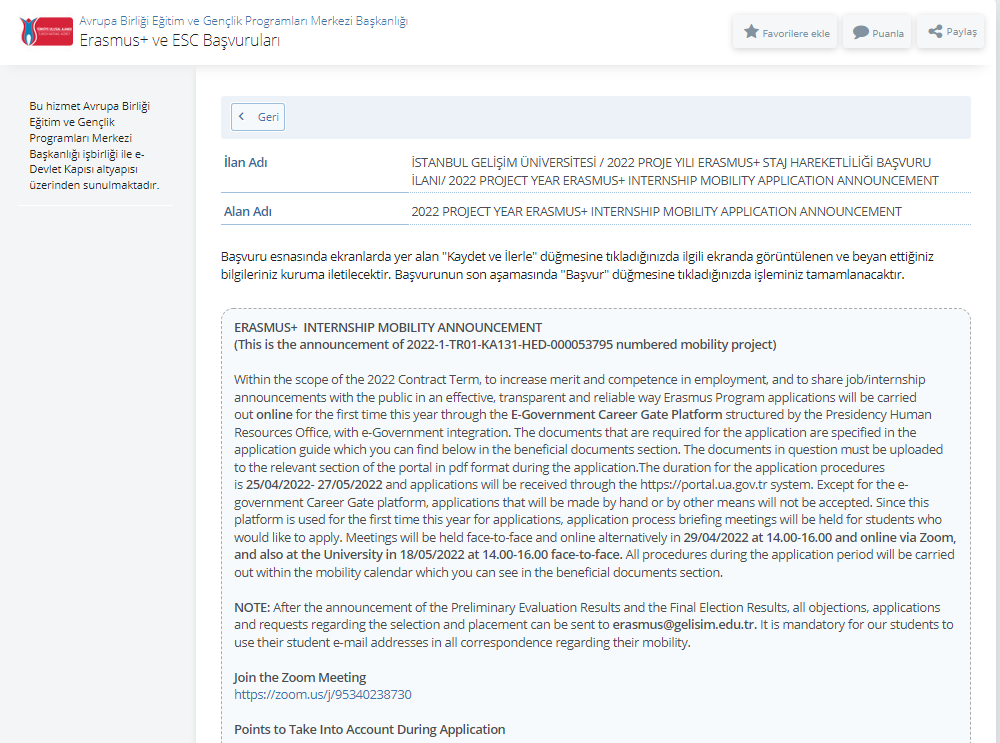 Avrupa Birliği Eğitim ve Gençlik Programları Merkezi Başkanlığı
Erasmus+ ve ESC Başvuruları
Favorilere ekle
Puanla
Paylaş
Bu hizmet Avrupa Birliği
Eğitim ve Gençlik
Programları Merkezi
Başkanlığı işbirliği ile e-
Devlet Kapısı altyapısı
üzerinden sunulmaktadır.
Geri
İlan Adı
İSTANBUL GELİŞİM ÜNİVERSİTESİ / 2022 PROJE YILI ERASMUS+ STAJ HAREKETLİLİĞİ BAŞVURU
İLANI/ 2022 PROJECT YEAR ERASMUS+ INTERNSHIP MOBILITY APPLICATION ANNOUNCEMENT
Alan Adı
2022 PROJECT YEAR ERASMUS+ INTERNSHIP MOBILITY APPLICATION ANNOUNCEMENT
Başvuru esnasında ekranlarda yer alan "Kaydet ve İlerle" düğmesine tıkladığınızda ilgili ekranda görüntülenen ve beyan ettiğiniz
bilgileriniz kuruma iletilecektir. Başvurunun son aşamasında "Başvur" düğmesine tıkladığınızda işleminiz tamamlanacaktır.
ERASMUS+ INTERNSHIP MOBILITY ANNOUNCEMENT
(This is the announcement of 2022-1-TR01-KA131-HED-000053795 numbered mobility project)
Within the scope of the 2022 Contract Term, to increase merit and competence in employment, and to share job/internship
announcements with the public in an effective, transparent and reliable way Erasmus Program applications will be carried
out online for the first time this year through the E-Government Career Gate Platform structured by the Presidency Human
Resources Office, with e-Government integration. The documents that are required for the application are specified in the
application guide which you can find below in the beneficial documents section. The documents in question must be uploaded
to the relevant section of the portal in pdf format during the application.The duration for the application procedures
is 25/04/2022- 27/05/2022 and applications will be received through the https://portal.ua.gov.tr system. Except for the e-
government Career Gate platform, applications that will be made by hand or by other means will not be accepted. Since this
platform is used for the first time this year for applications, application process briefing meetings will be held for students who
would like to apply. Meetings will be held face-to-face and online alternatively in 29/04/2022 at 14.00-16.00 and online via Zoom,
and also at the University in 18/05/2022 at 14.00-16.00 face-to-face. All procedures during the application period will be carried
out within the mobility calendar which you can see in the beneficial documents section.
NOTE: After the announcement of the Preliminary Evaluation Results and the Final Election Results, all objections, applications
and requests regarding the selection and placement can be sent to erasmus@gelisim.edu.tr. It is mandatory for our students to
use their student e-mail addresses in all correspondence regarding their mobility.
Join the Zoom Meeting
https://zoom.us/j/95340238730
Points to Take Into Account During Application